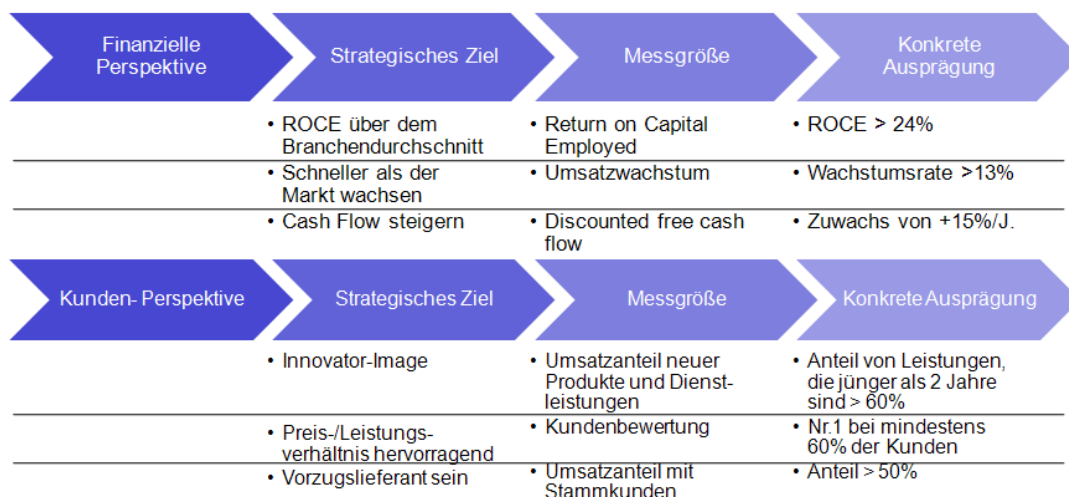 Finanzielle
Perspektive
Strategisches Ziel
Messgröße
Konkrete
Ausprägung
• ROCE über dem
Branchendurchschnitt
• Return on Capital
Employed
• ROCE > 24%
• Schneller als der
Markt wachsen
• Umsatzwachstum
• Wachstumsrate >13%
• Cash Flow steigern
• Discounted free cash
flow
• Zuwachs von +15%/J.
Kunden- Perspektive
Strategisches Ziel
Messgröße
Konkrete Ausprägung
• Innovator-Image
• Umsatzanteil neuer
Produkte und Dienst-
leistungen
• Anteil von Leistungen,
die jünger als 2 Jahre
sind > 60%
• Preis-/Leistungs-
verhältnis hervorragend
• Kundenbewertung
• Nr.1 bei mindestens
60% der Kunden
• Vorzugslieferant sein
• Umsatzanteil mit
Stammkunden
• Anteil > 50%